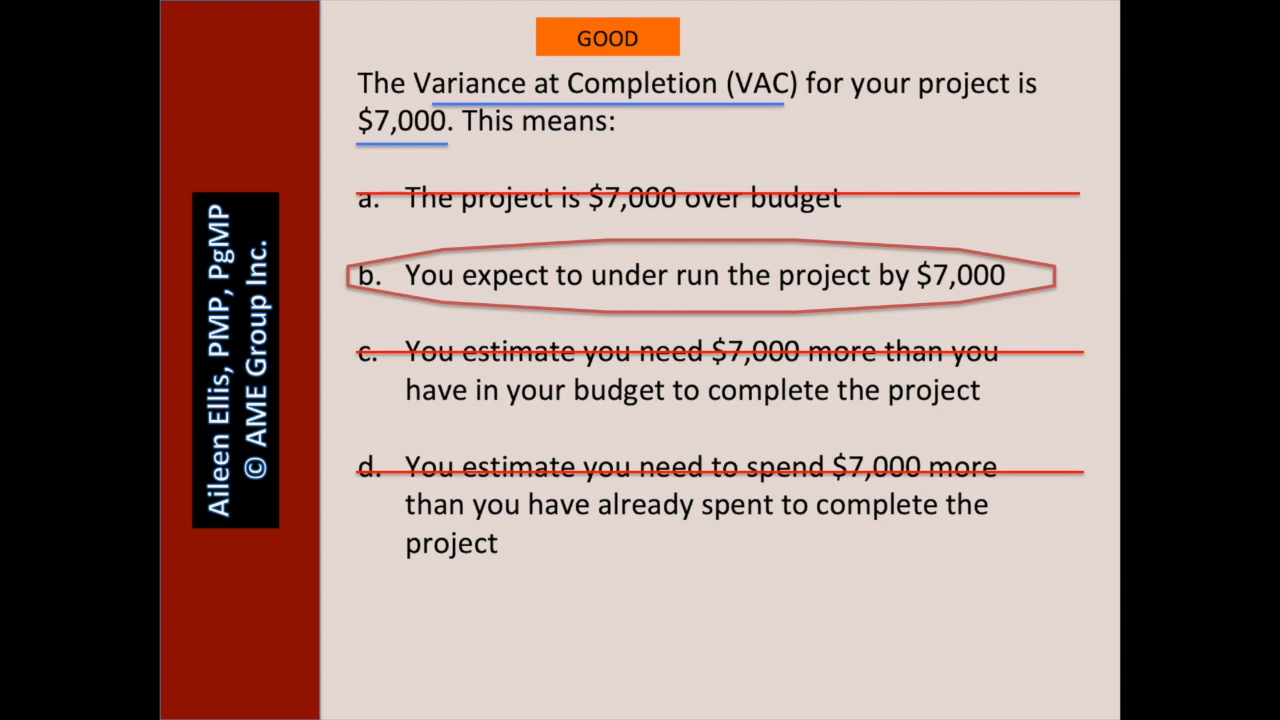 GOOD
The Variance at Completion (VAC) for your project is
$7,000. This means:
a. The project is $7,000 over budget
b. You expect to under run the project by $7,000
c. You estimate you need $7,000 more than you
have in your budget to complete the project
d. You estimate you need to spend $7,000 more
than you have already spent to complete the
project
Aileen Ellis, PMP, PgMP
© AME Group Inc.